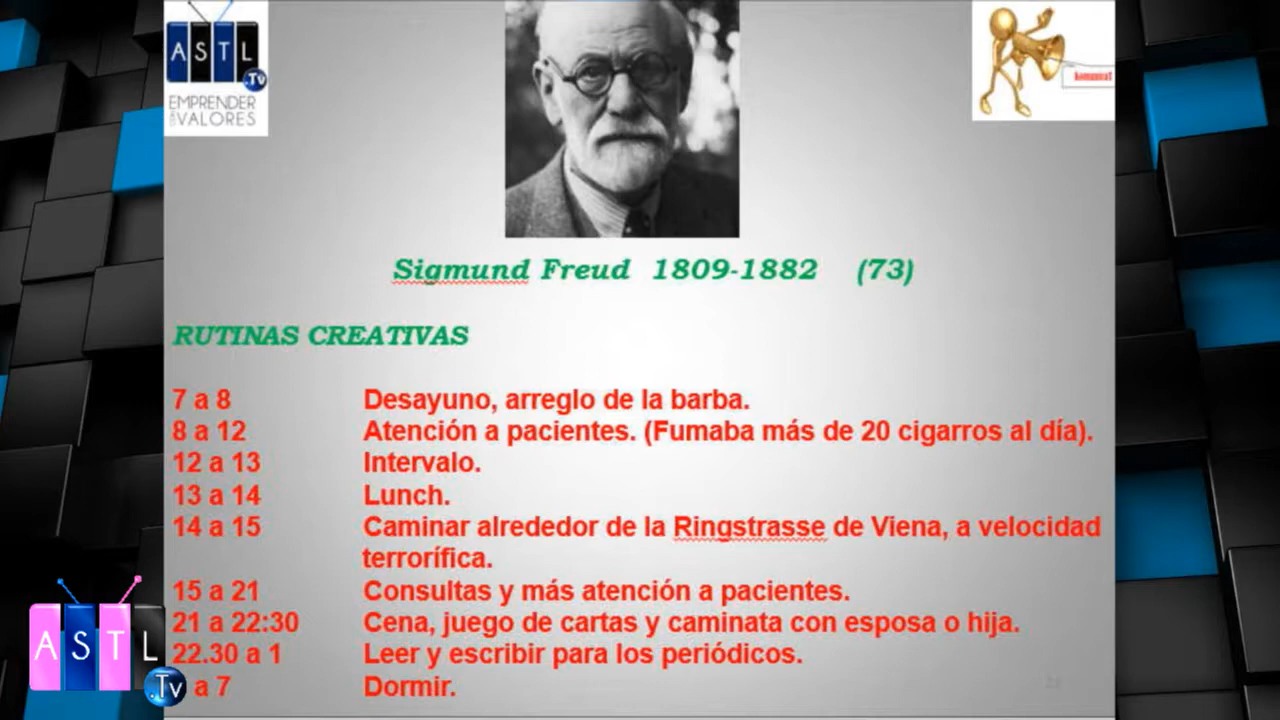 ASTL
.Tv
EMPRENDER
CON
VALORES
Sigmund Freud 1809-1882 (73)
RUTINAS CREATIVAS
7 a 8 Desayuno, arreglo de la barba.
8 a 12 Atención a pacientes. (Fumaba más de 20 cigarros al día).
12 a 13 Intervalo.
13 a 14 Lunch.
14 a 15 Caminar alrededor de la Ringstrasse de Viena, a velocidad
terrorífica.
15 a 21 Consultas y más atención a pacientes.
21 a 22:30 Cena, juego de cartas y caminata con esposa o hija.
22.30 a 1 Leer y escribir para los periódicos.
a 7 Dormir.
ASTL
.Tv